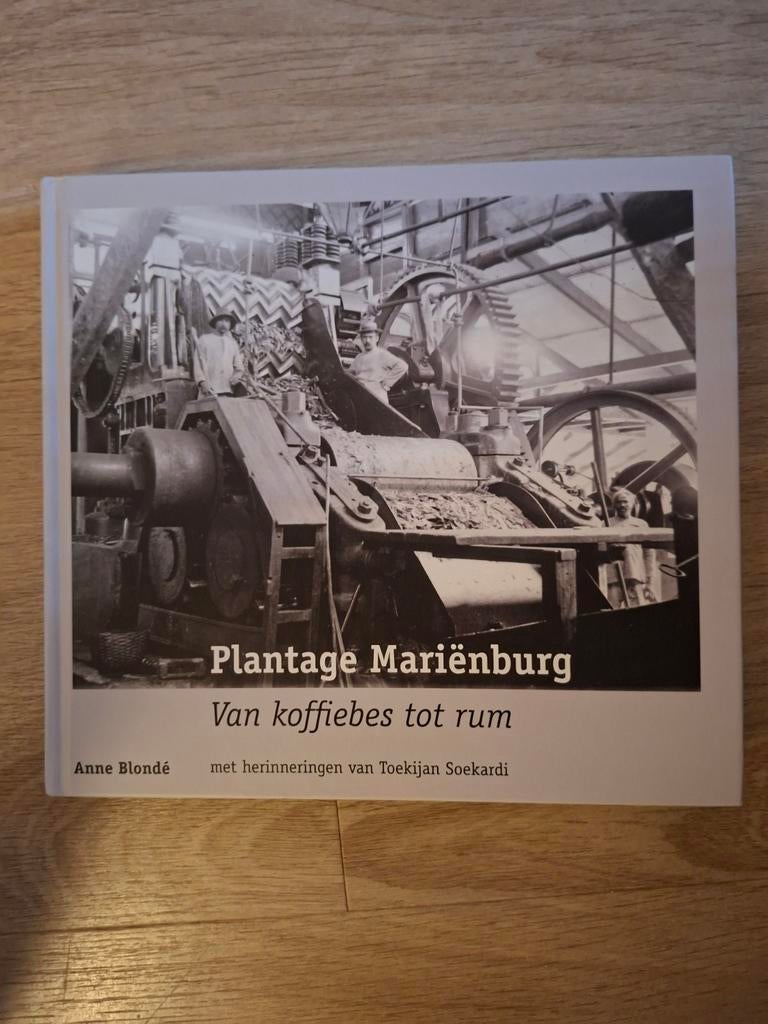 Plantage Mariënburg
Van koffiebes tot rum
Anne Blondé
met herinneringen van Toekijan Soekardi